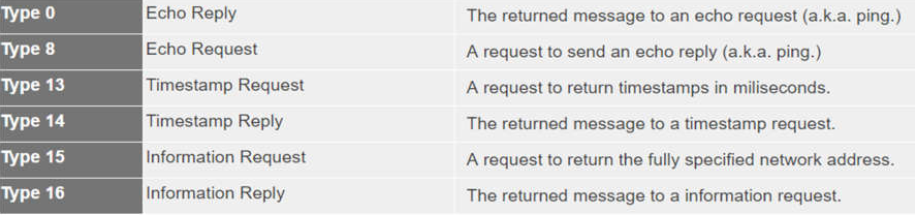 Type 0 Echo Reply The returned message to an echo request (a.k.a. ping.)
Type 8 Echo Request A request to send an echo reply (a.k.a. ping.)
Type 13 Timestamp Request A request to return timestamps in miliseconds.
Type 14 Timestamp Reply The returned message to a timestamp request.
Type 15 Information Request A request to return the fully specified network address.
Type 16 Information Reply The returned message to a information request.